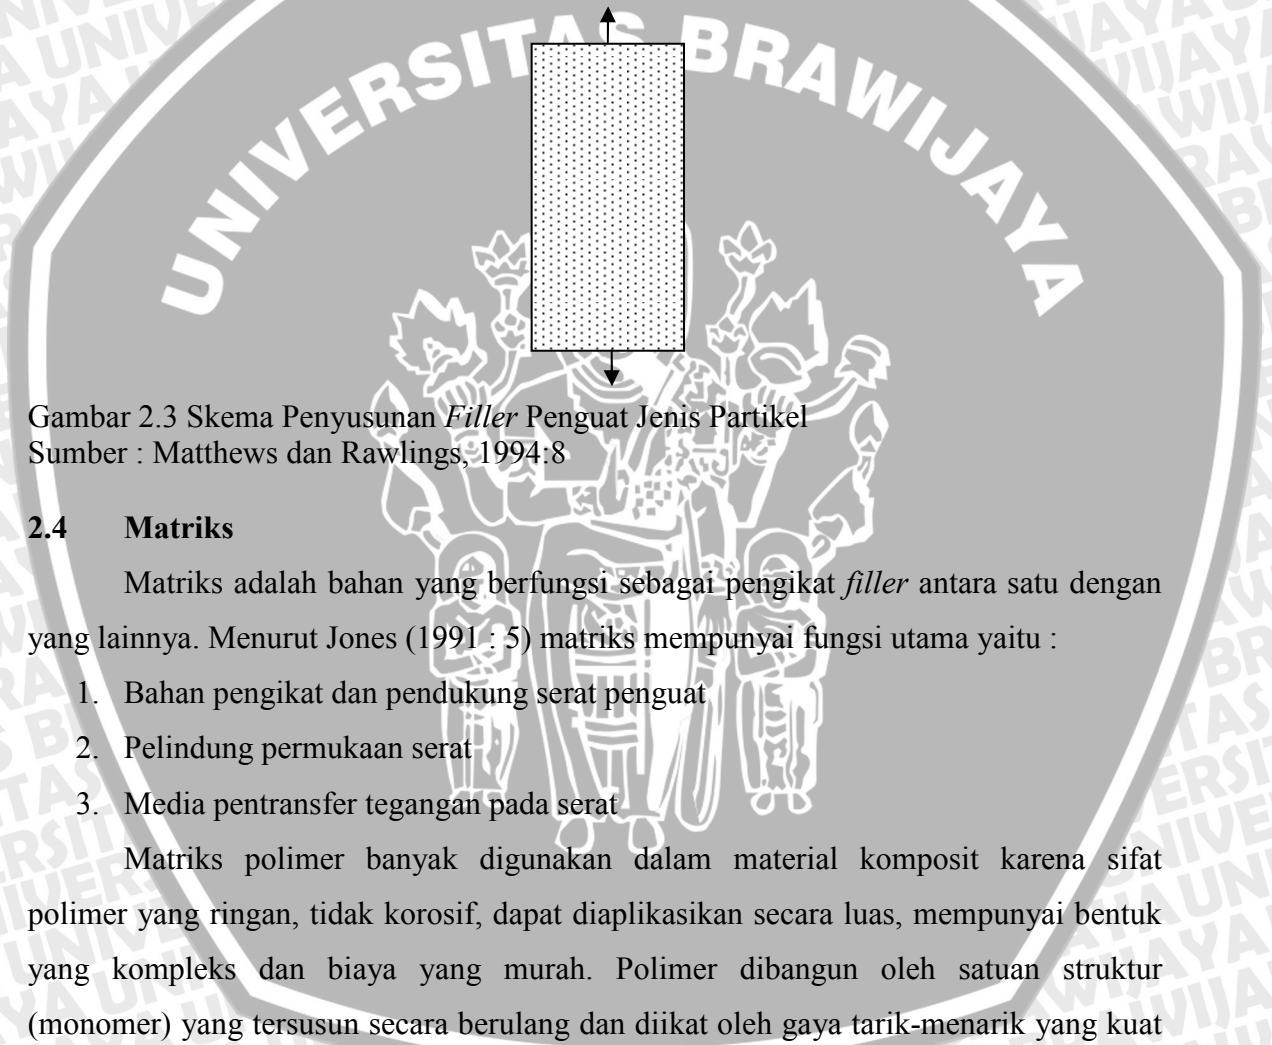 UNIVERSITAS BRAWIJAYA
Gambar 2.3 Skema Penyusunan Filler Penguat Jenis Partikel
Sumber : Matthews dan Rawlings, 1994:8
2.4 Matriks
Matriks adalah bahan yang berfungsi sebagai pengikat filler antara satu dengan
yang lainnya. Menurut Jones (1991 : 5) matriks mempunyai fungsi utama yaitu :
1. Bahan pengikat dan pendukung serat penguat
2. Pelindung permukaan serat
3. Media pentransfer tegangan pada serat
Matriks polimer banyak digunakan dalam material komposit karena sifat
polimer yang ringan, tidak korosif, dapat diaplikasikan secara luas, mempunyai bentuk
yang kompleks dan biaya yang murah. Polimer dibangun oleh satuan struktur
(monomer) yang tersusun secara berulang dan diikat oleh gaya tarik-menarik yang kuat